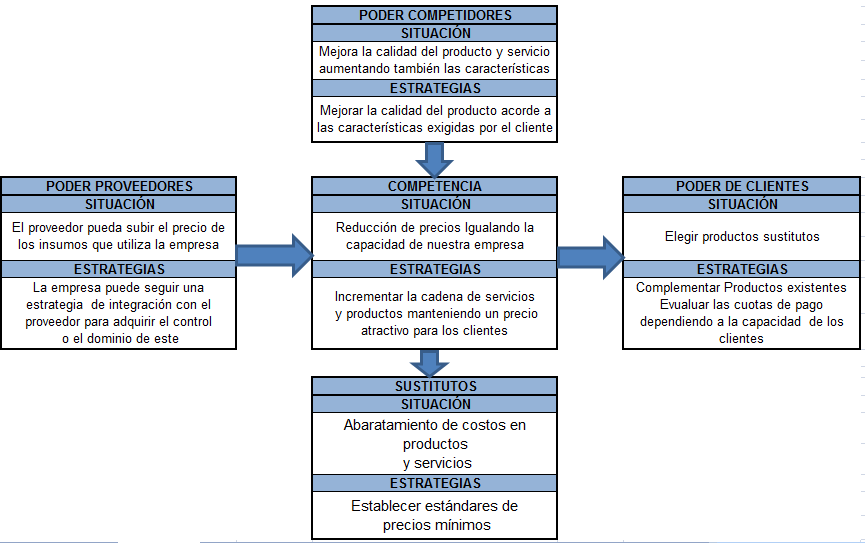 PODER COMPETIDORES
SITUACIÓN
Mejora la calidad del producto y servicio
aumentando también las características
ESTRATEGIAS
Mejorar la calidad del producto acorde a
las características exigidas por el cliente
PODER PROVEEDORES
SITUACIÓN
El proveedor pueda subir el precio de
los insumos que utiliza la empresa
ESTRATEGIAS
La empresa puede seguir una
estrategia de integración con el
proveedor para adquirir el control
o el dominio de este
COMPETENCIA
SITUACIÓN
Reducción de precios Igualando la
capacidad de nuestra empresa
ESTRATEGIAS
Incrementar la cadena de servicios
y productos manteniendo un precio
atractivo para los clientes
PODER DE CLIENTES
SITUACIÓN
Elegir productos sustitutos
ESTRATEGIAS
Complementar Productos existentes
Evualuar las cuotas de pago
dependiendo a la capacidad de los
clientes
SUSTITUTOS
SITUACIÓN
Abaratamiento de costos en
productos
y servicios
ESTRATEGIAS
Establecer estándares de
precios mínimos